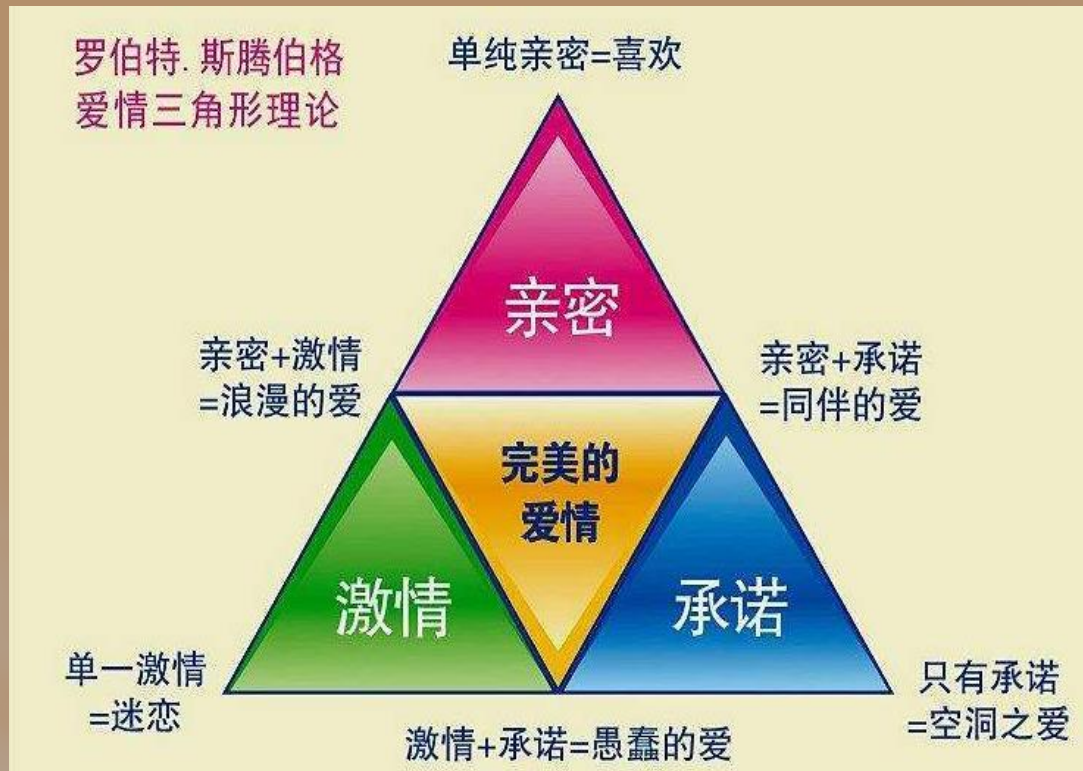 罗伯特.斯腾伯格
爱情三角形理论
单纯亲密=喜欢
亲密
亲密+激情
=浪漫的爱
亲密+承诺
=同伴的爱
完美的
爱情
激情
承诺
单一激情
=迷恋
只有承诺
=空洞之爱
激情+承诺=愚蠢的爱